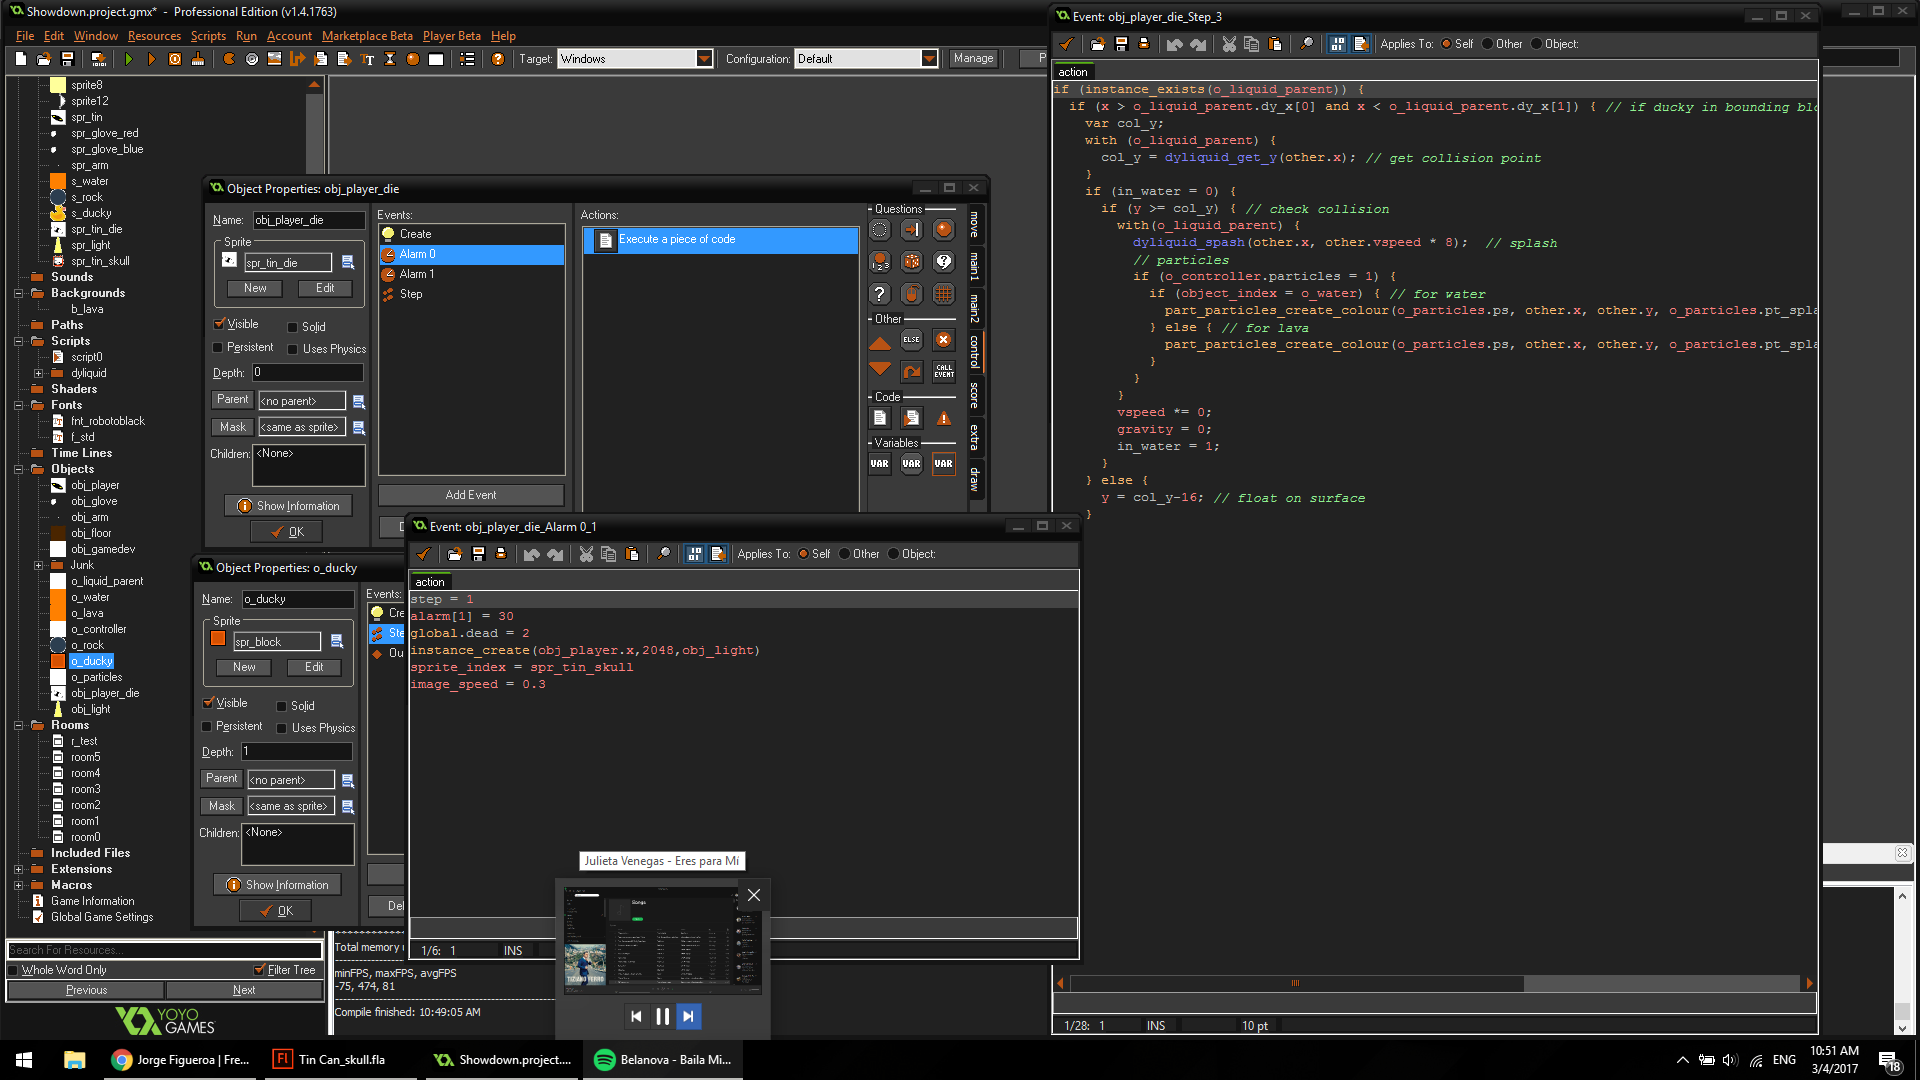 Showdown.project.gmx* - Professional Edition (v1.4.1763)
File Edit Window Resources Scripts Run Account Marketplace Beta Player Beta Help
Target: Windows Configuration: Default Manage
sprite8
sprite12
spr_tin
spr_glove_red
spr_glove_blue
spr_arm
s_water
s_rock
s_ducky
spr_tin_die
spr_light
spr_tin_skull
Sounds
Backgrounds
b_lava
Paths
Scripts
script0
dyliquid
Shaders
Fonts
fnt_robotoblack
f_std
Time Lines
Objects
obj_player
obj_glove
obj_arm
obj_floor
obj_gamedev
Junk
o_liquid_parent
o_water
o_lava
o_controller
o_rock
o_ducky
o_particles
obj_player_die
obj_light
Rooms
r_test
room5
room4
room3
room2
room1
room0
Included Files
Extensions
Macros
Game Information
Global Game Settings
Search For Resources...
Whole Word Only Filter Tree
Previous Next
YOYO
GAMES
Object Properties: obj_player_die
Name: obj_player_die
Sprite
spr_tin_die
New Edit
Visible Solid
Persistent Uses Physics
Depth: 0
Parent <no parent>
Mask <same as sprite>
Children: <None>
Show Information
OK
Events:
Create
Alarm 0
Alarm 1
Step
Add Event
Actions:
Execute a piece of code
Questions
Other
ELSE
CALL EVENT
Code
Variables
VAR VAR VAR
move
main1
main2
control
score
extra
draw
Object Properties: o_ducky
Name: o_ducky
Sprite
spr_block
New Edit
Visible Solid
Persistent Uses Physics
Depth: 1
Parent <no parent>
Mask <same as sprite>
Children: <None>
Show Information
OK
Events:
Cre
Ste
Ou
Del
Event: obj_player_die_Alarm 0_1
Applies To: Self Other Object:
action
step = 1
alarm[1] = 30
global.dead = 2
instance_create(obj_player.x,2048,obj_light)
sprite_index = spr_tin_skull
image_speed = 0.3
1/6: 1 INS
Total memory u
minFPS, maxFPS, avgFPS
-75, 474, 81
Compile finished: 10:49:05 AM
Julieta Venegas - Eres para Mí
Songs
TIZIANO FERRO
Event: obj_player_die_Step_3
Applies To: Self Other Object:
action
if (instance_exists(o_liquid_parent)) {
if (x > o_liquid_parent.dy_x[0] and x < o_liquid_parent.dy_x[1]) { // if ducky in bounding blo
var col_y;
with (o_liquid_parent) {
col_y = dyliquid_get_y(other.x); // get collision point
}
if (in_water = 0) {
if (y >= col_y) { // check collision
with(o_liquid_parent) {
dyliquid_spash(other.x, other.vspeed * 8); // splash
// particles
if (o_controller.particles = 1) {
if (object_index = o_water) { // for water
part_particles_create_colour(o_particles.ps, other.x, other.y, o_particles.pt_spla
} else { // for lava
part_particles_create_colour(o_particles.ps, other.x, other.y, o_particles.pt_spla
}
}
}
vspeed *= 0;
gravity = 0;
in_water = 1;
}
} else {
y = col_y-16; // float on surface
}
1/28: 1 INS 10 pt
Jorge Figueroa | Fre...
Tin Can_skull.fla
Showdown.project....
Belanova - Baila Mi...
ENG
10:51 AM
3/4/2017
18